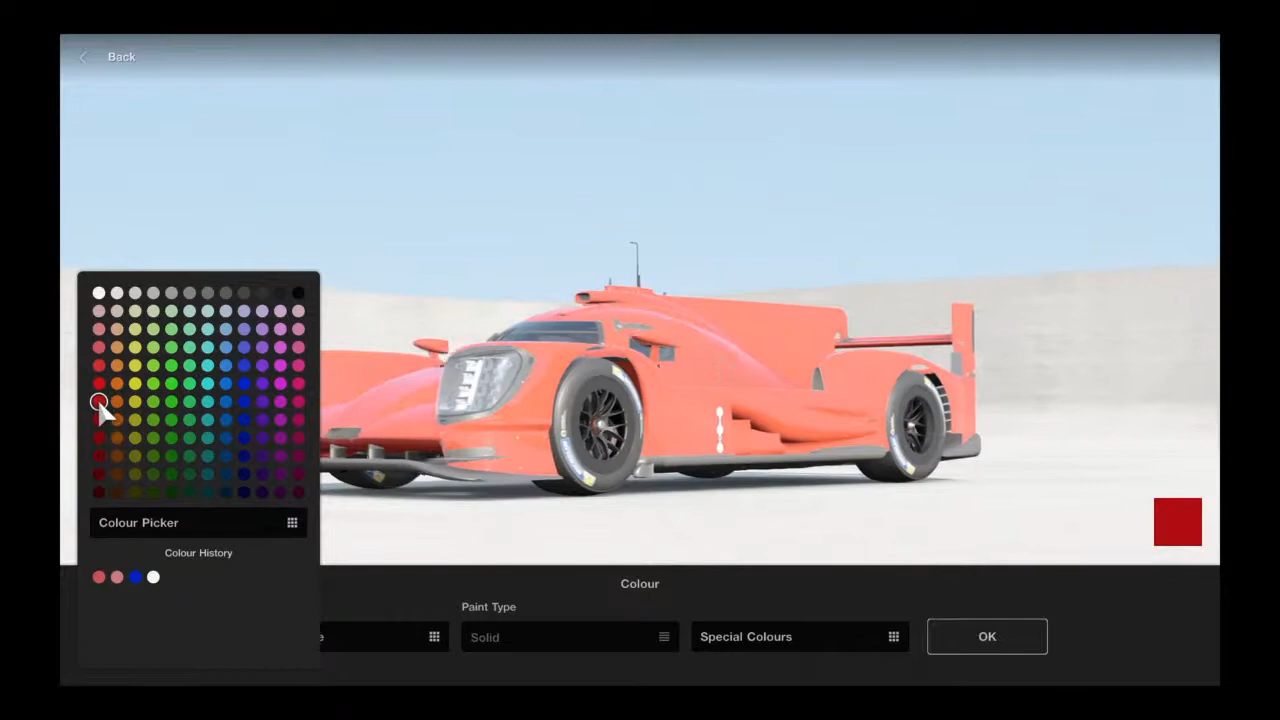 Back
Colour Picker
Colour History
Colour
Paint Type
e
Solid
Special Colours
OK